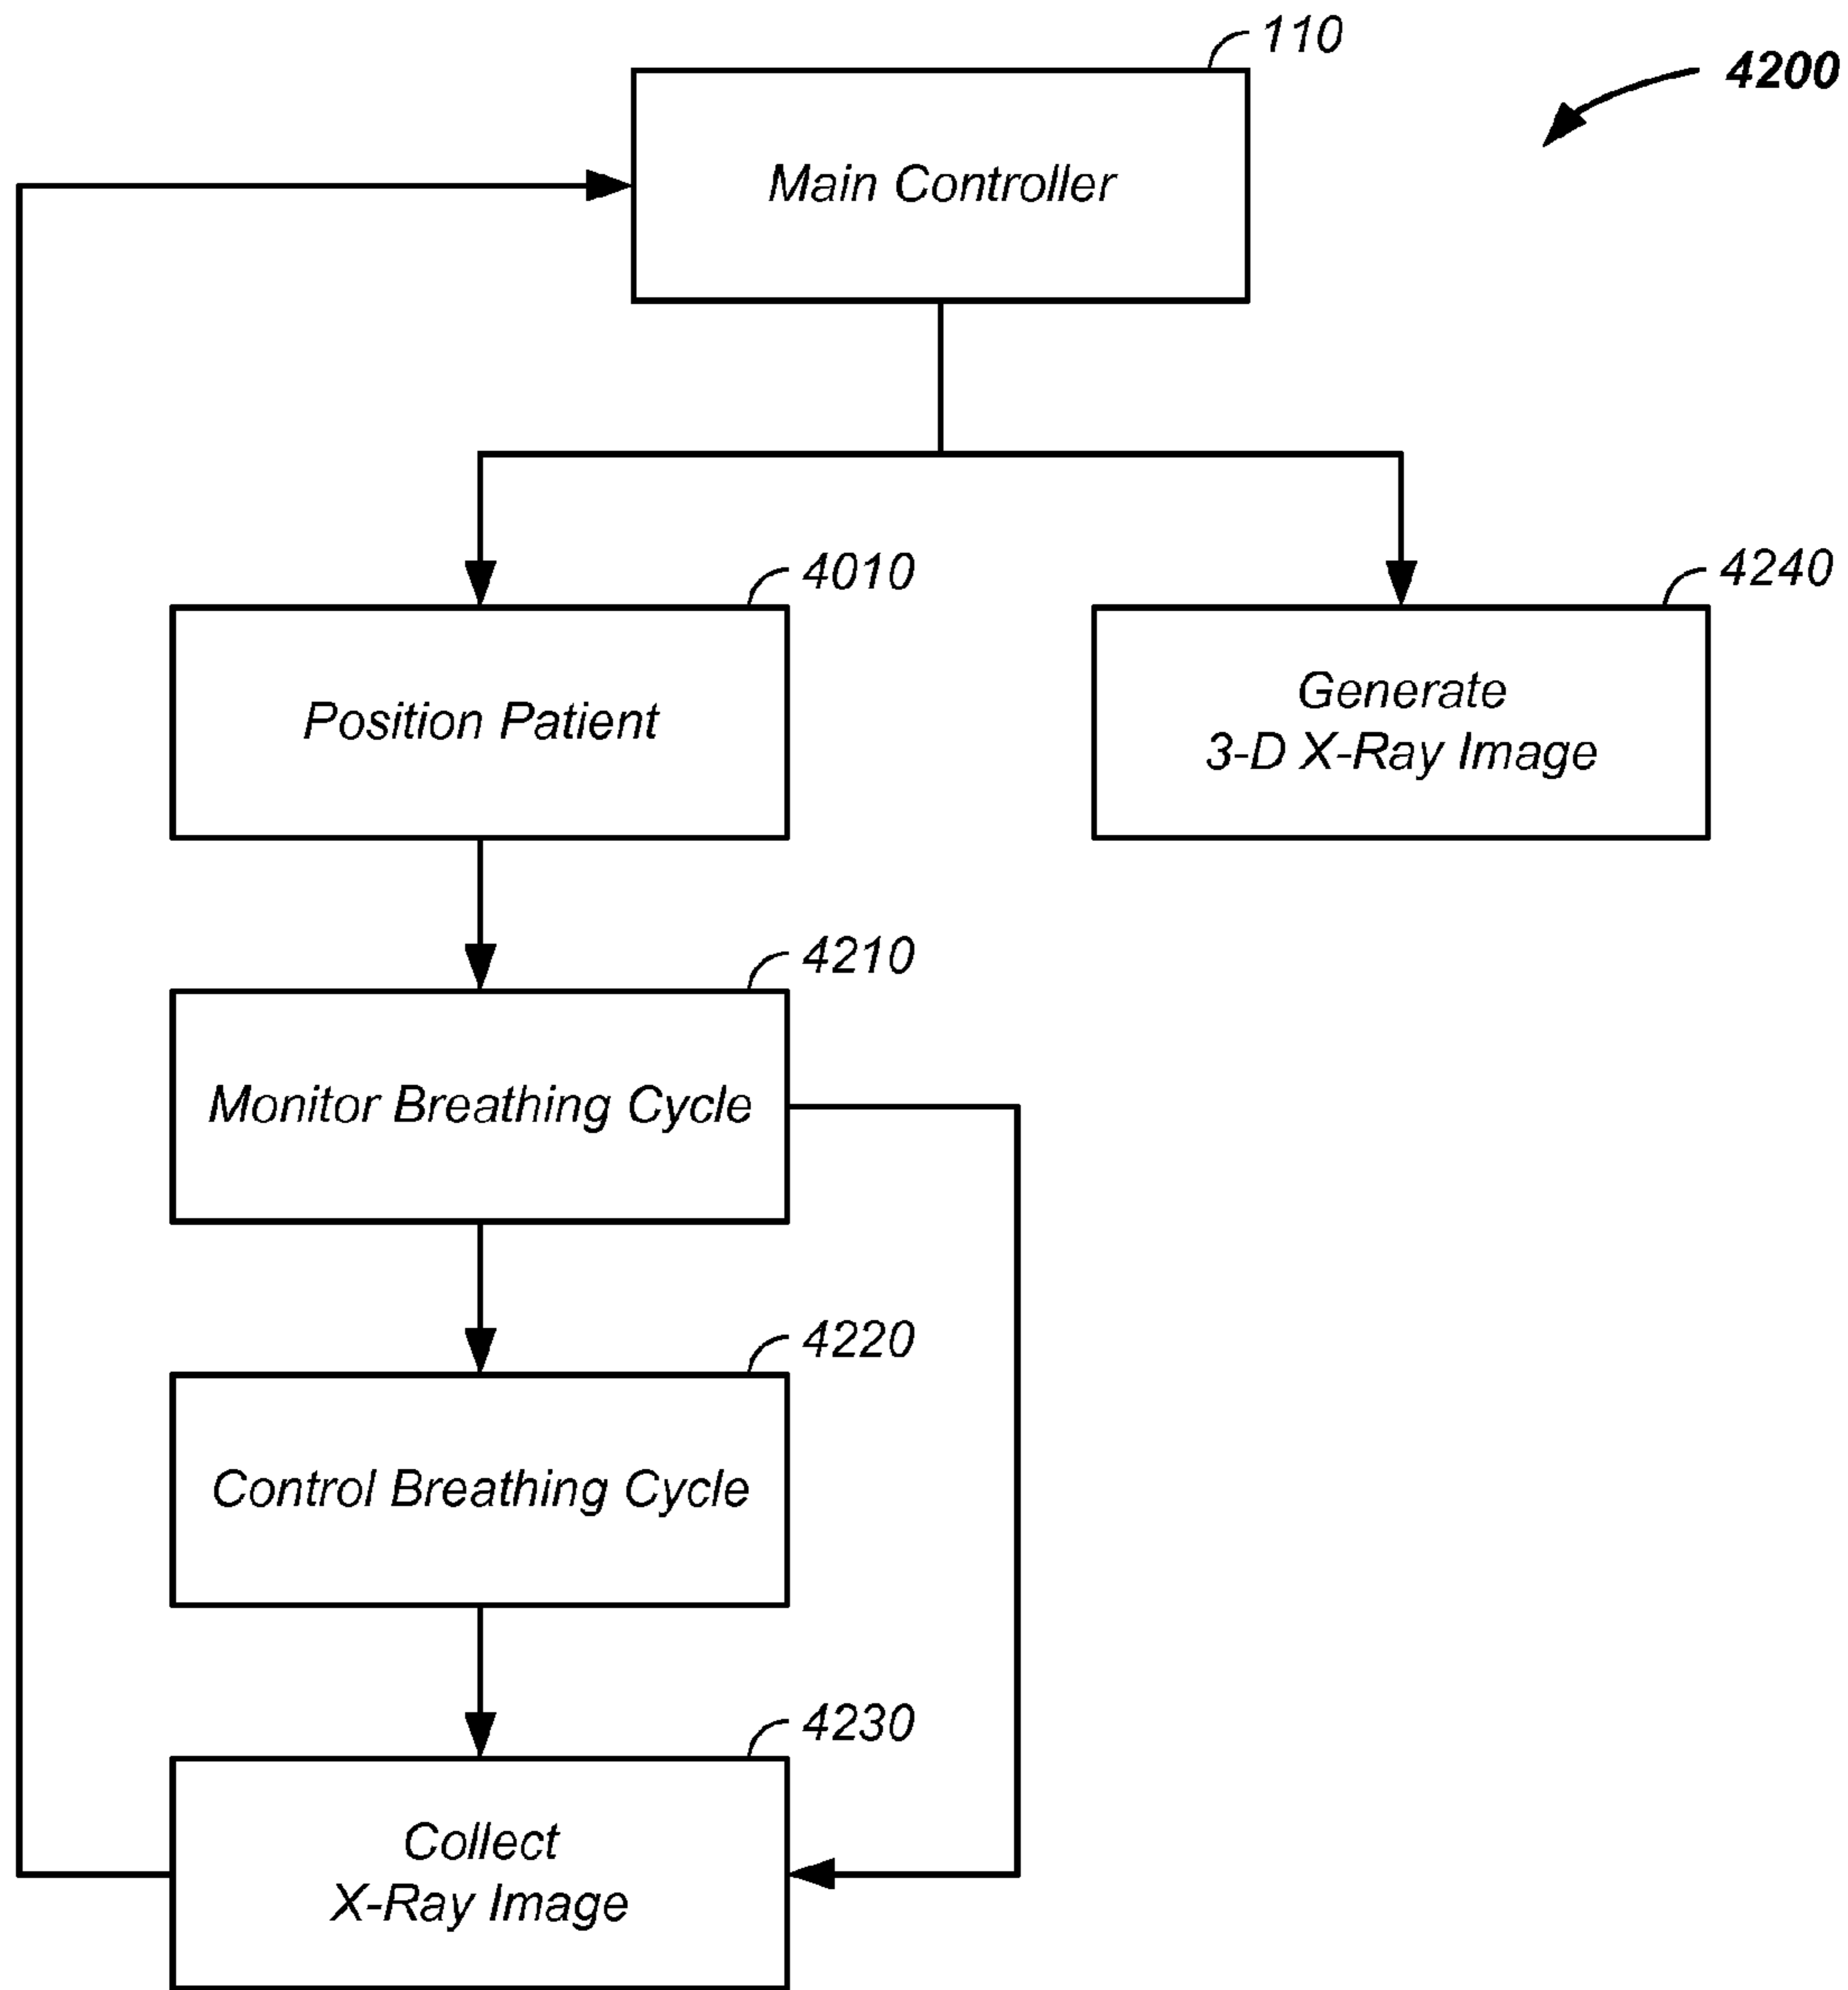 110
4200
Main Controller
4010
4240
Position Patient
Generate
3-D X-Ray Image
4210
Monitor Breathing Cycle
4220
Control Breathing Cycle
4230
Collect
X-Ray Image